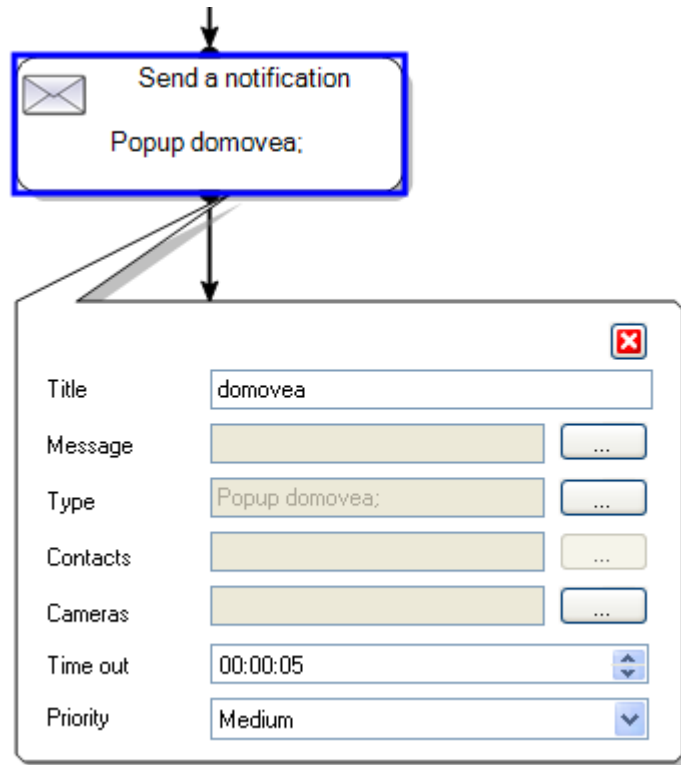 Send a notification
Popup domovea;
Title domovea
Message ...
Type Popup domovea; ...
Contacts ...
Cameras ...
Time out 00:00:05
Priority Medium